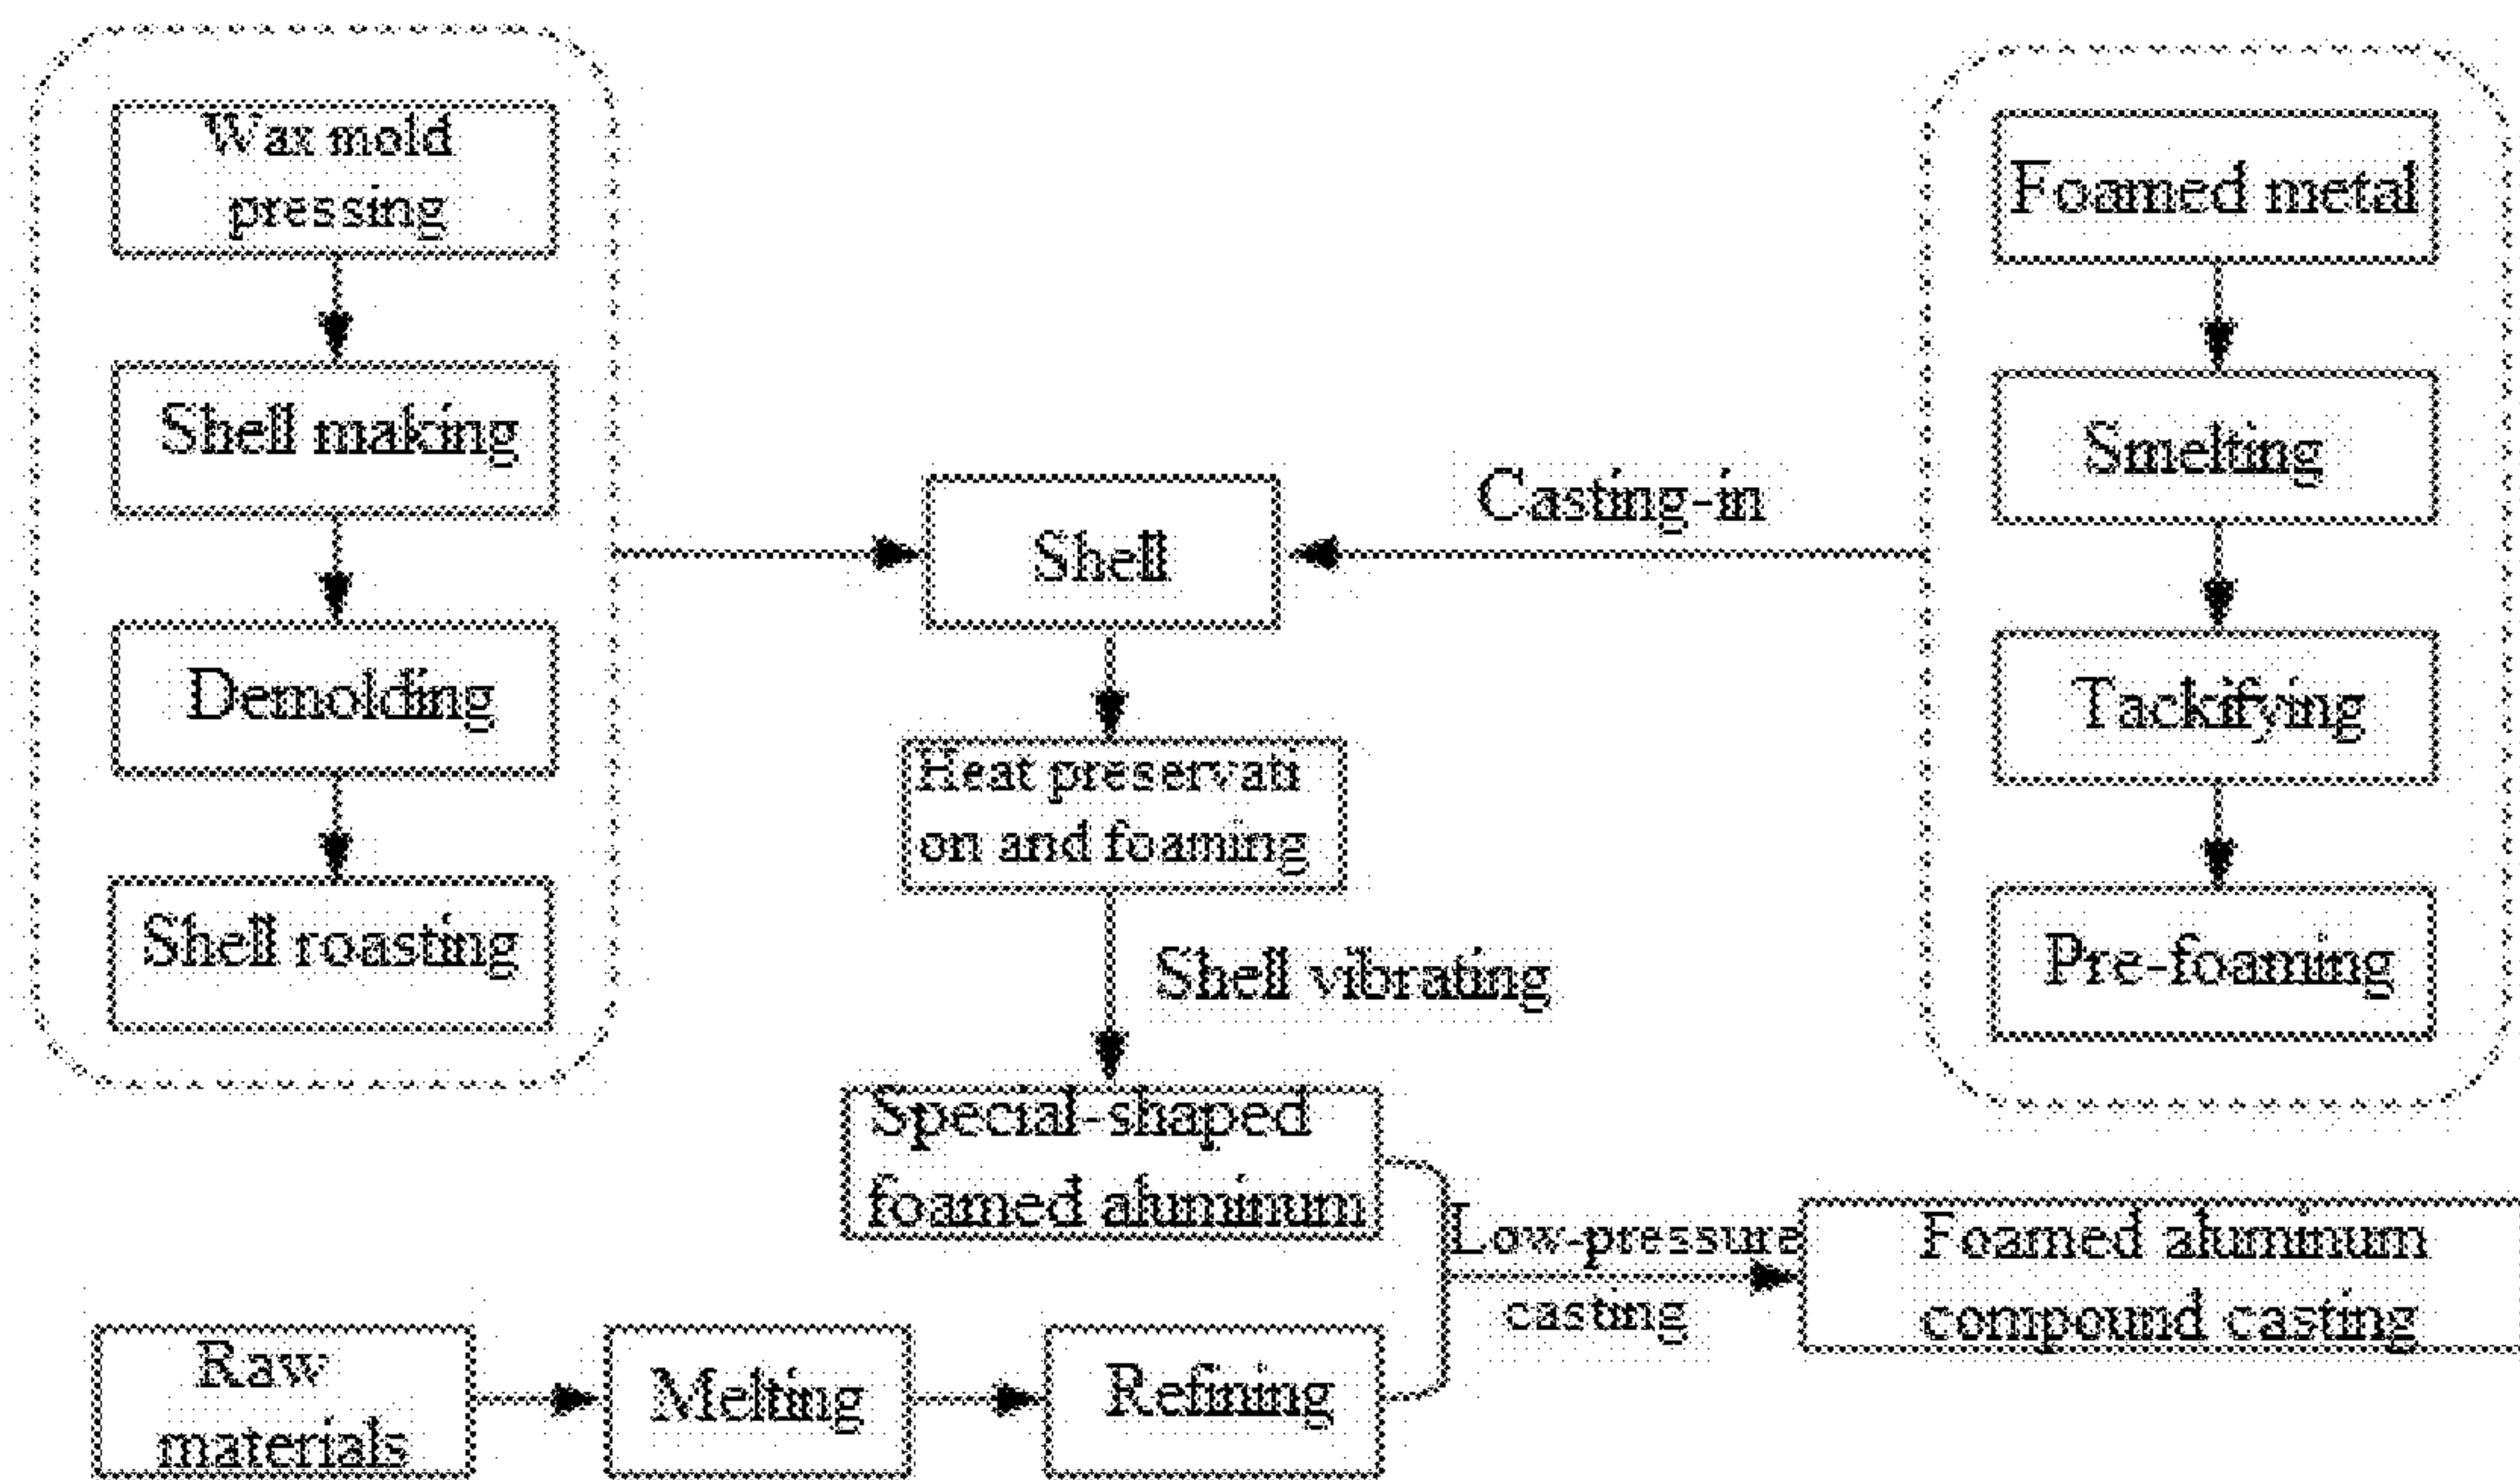 Wax mold
pressing
Shell making
Demolding
Shell roasting
Shell
Casting-in
Heat preservati
on and foaming
Shell vibrating
Special-shaped
foamed aluminum
Foamed metal
Smelting
Tackifying
Pre-foaming
Raw
materials
Melting
Refining
Low-pressure
casting
Foamed aluminum
compound casting